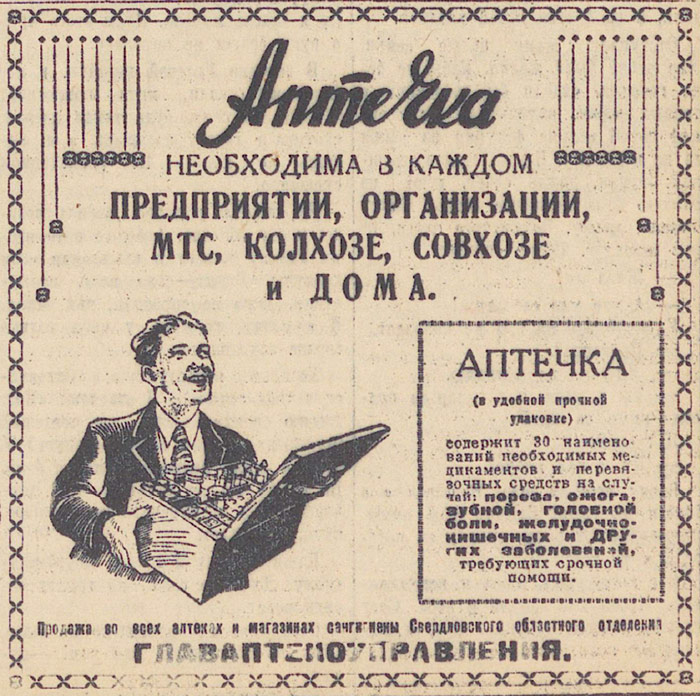 Аптечка
НЕОБХОДИМА В КАЖДОМ
ПРЕДПРИЯТИИ, ОРГАНИЗАЦИИ,
МТС, КОЛХОЗЕ, СОВХОЗЕ
и ДОМА.
АПТЕЧКА
(в удобной прочной
упаковке)
содержит 30 наимено-
ваний необходимых ме-
дикаментов и перевя-
зочных средств на слу-
чай: пореза, ожога,
зубной, головной
боли, желудочно-
кишечных и ДРУ-
гих заболеваний,
требующих срочной
помощи.
Продажа во всех аптеках и магазинах сангигиены Свердловского областного отделения
ГЛАВАПТЕКОУПРАВЛЕНИЯ.